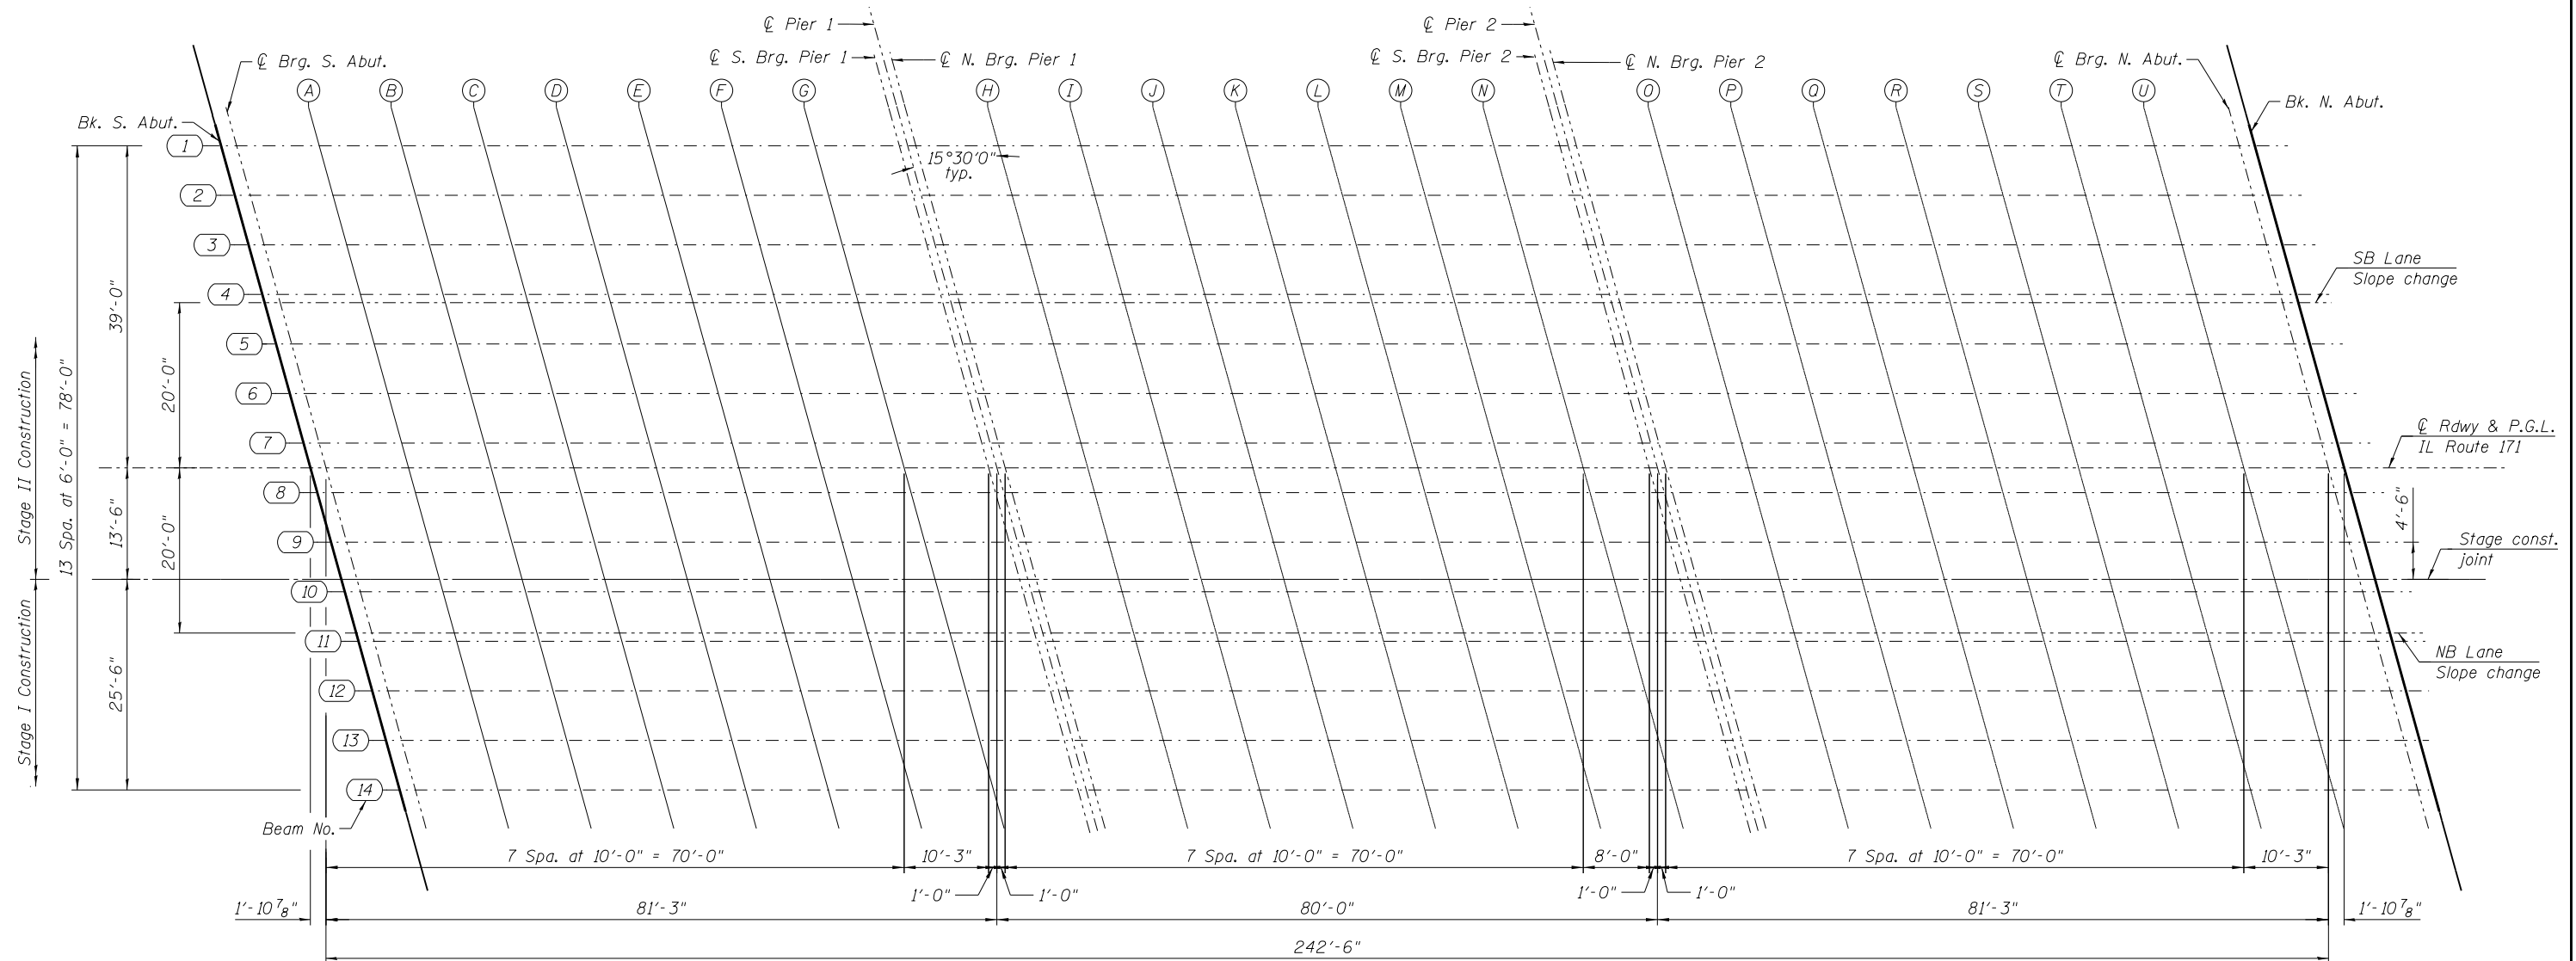 ℄ Pier 1
℄ Pier 2
℄ S. Brg. Pier 1
℄ N. Brg. Pier 1
℄ S. Brg. Pier 2
℄ N. Brg. Pier 2
℄ Brg. S. Abut.
℄ Brg. N. Abut.
A B C D E F G H I J K L M N O P Q R S T U
Bk. S. Abut.
Bk. N. Abut.
15°30'0"
typ.
1
2
3
4
5
6
7
8
9
10
11
12
13
14
Beam No.
SB Lane
Slope change
℄ Rdwy & P.G.L.
IL Route 171
4'-6"
Stage const.
joint
NB Lane
Slope change
Stage II Construction
Stage I Construction
13 Spa. at 6'-0" = 78'-0"
39'-0"
13'-6"
25'-6"
20'-0"
20'-0"
7 Spa. at 10'-0" = 70'-0"
10'-3"
7 Spa. at 10'-0" = 70'-0"
8'-0"
7 Spa. at 10'-0" = 70'-0"
10'-3"
1'-0"
1'-0"
1'-0"
1'-0"
1'-10 7/8"
81'-3"
80'-0"
81'-3"
1'-10 7/8"
242'-6"